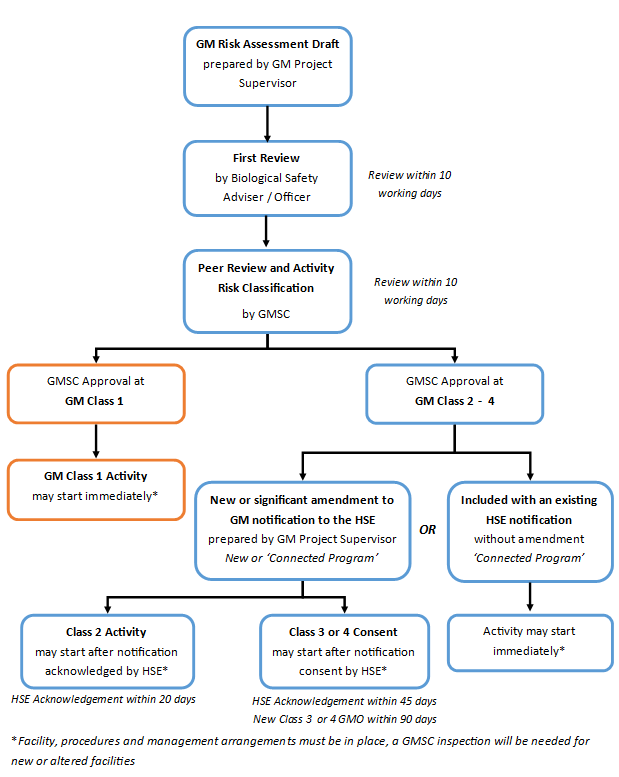 GM Risk Assessment Draft
prepared by GM Project
Supervisor
First Review
by Biological Safety
Adviser / Officer
Review within 10
working days
Peer Review and Activity
Risk Classification
by GMSC
Review within 10
working days
GMSC Approval at
GM Class 1
GMSC Approval at
GM Class 2 - 4
GM Class 1 Activity
may start immediately*
New or significant amendment to
GM notification to the HSE
prepared by GM Project Supervisor
New or ‘Connected Program’
OR
Included with an existing
HSE notification
without amendment
‘Connected Program’
Class 2 Activity
may start after notification
acknowledged by HSE*
HSE Acknowledgement within 20 days
Class 3 or 4 Consent
may start after notification
consent by HSE*
HSE Acknowledgement within 45 days
New Class 3 or 4 GMO within 90 days
Activity may start
immediately*
*Facility, procedures and management arrangements must be in place, a GMSC inspection will be needed for
new or altered facilities